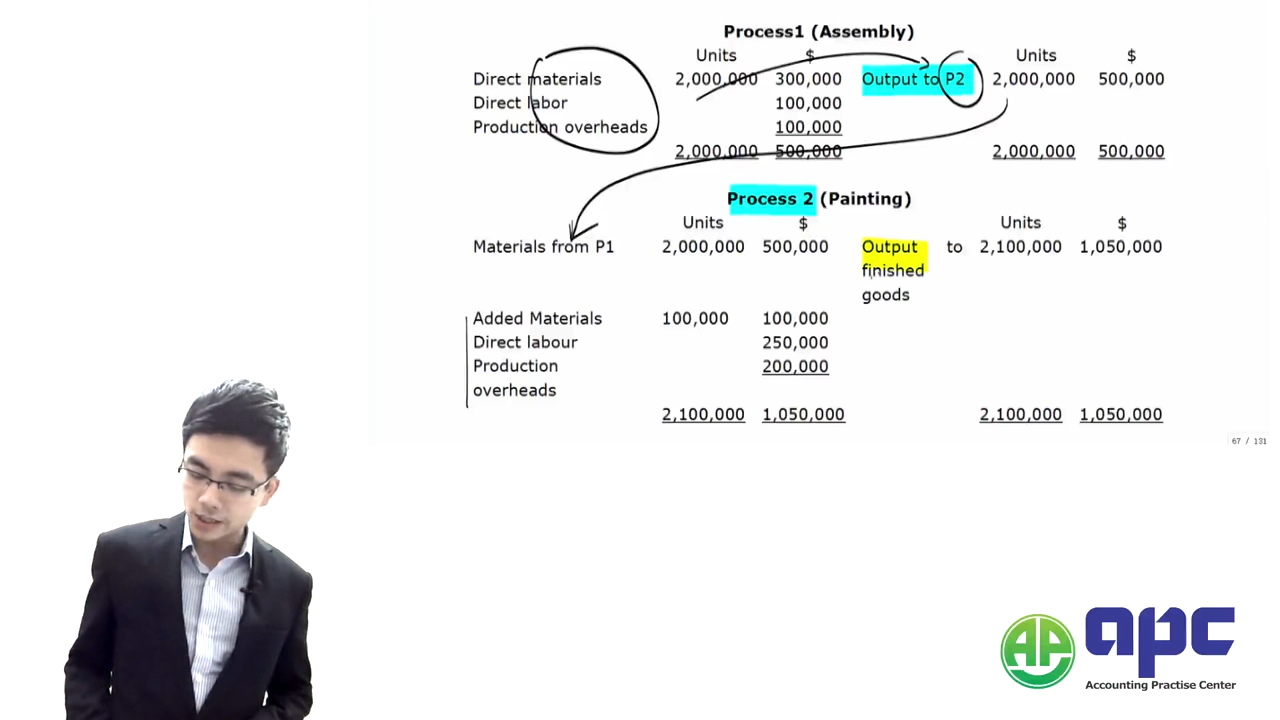 Process1 (Assembly)
Units $ Units $
Direct materials 2,000,000 300,000 Output to P2 2,000,000 500,000
Direct labor 100,000
Production overheads 100,000
2,000,000 500,000 2,000,000 500,000
Process 2 (Painting)
Units $ Units $
Materials from P1 2,000,000 500,000 Output to 2,100,000 1,050,000
finished
goods
Added Materials 100,000 100,000
Direct labour 250,000
Production 200,000
overheads
2,100,000 1,050,000 2,100,000 1,050,000
67 / 131
AP apc
Accounting Practise Center